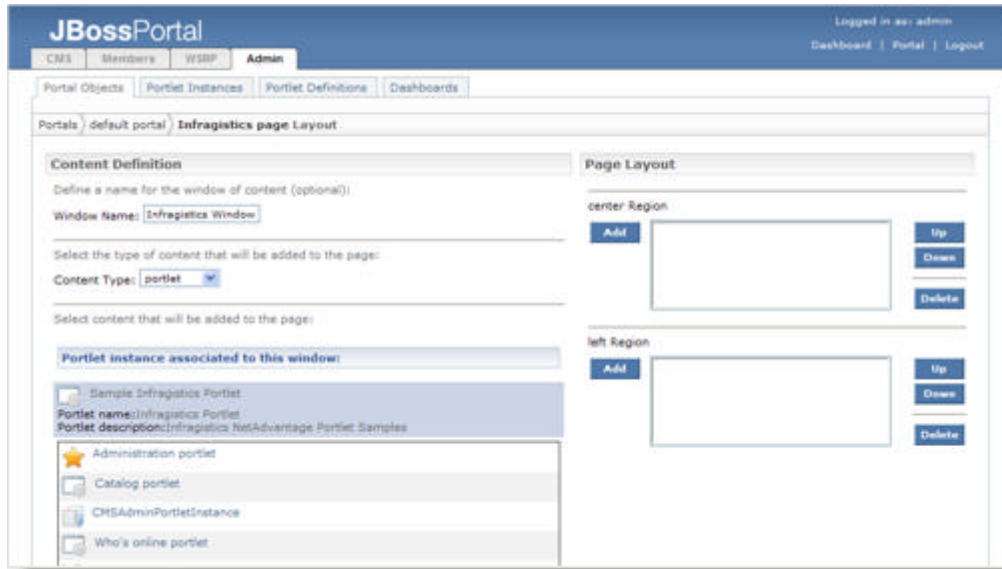 JBossPortal
Logged in as: admin
Dashboard | Portal | Logout
CMS Members WSRP Admin
Portal Objects Portlet Instances Portlet Definitions Dashboards
Portals default portal Infragistics page Layout
Content Definition
Define a name for the window of content (optional):
Window Name: Infragistics Window
Select the type of content that will be added to the page:
Content Type: portlet
Select content that will be added to the page:
Portlet instance associated to this window:
Sample Infragistics Portlet
Portlet name:Infragistics Portlet
Portlet description:Infragistics NetAdvantage Portlet Samples
Administration portlet
Catalog portlet
CMSAdminPortletInstance
Who's online portlet
Page Layout
center Region
Add
Up
Down
Delete
left Region
Add
Up
Down
Delete